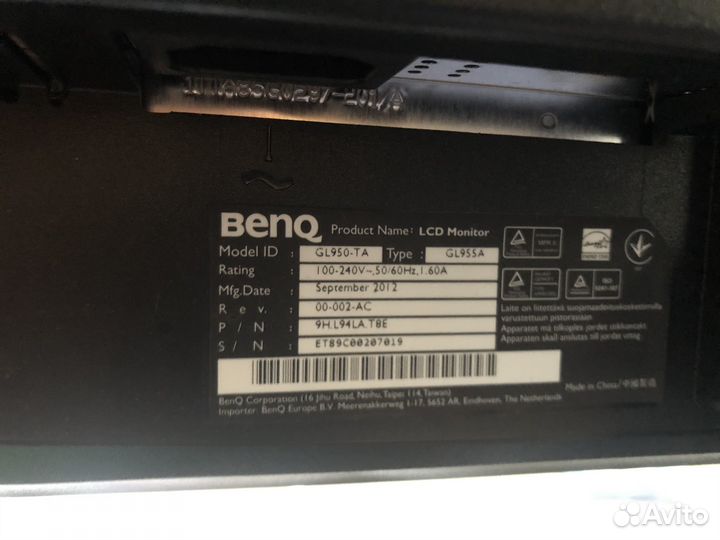 BenQ Product Name: LCD Monitor
Model ID : GL950-TA Type : GL955A
Rating : 100-240V~,50/60Hz,1.60A
Mfg.Date : September 2012
R e v. : 00-002-AC
P / N : 9H.L94LA.T8E
S / N : ET89C00207019
Laite on liitettävä suojamaadoituskoskettimilla
varustettuun pistorasiaan
Apparatet må tilkoples jordet stikkontakt
Apparaten skall anslutas till jordat uttag
BenQ Corporation (16 Jihu Road, Neihu, Taipei 114, Taiwan)
Importer: BenQ Europe B.V. Meerenakkerweg 1-17, 5652 AR, Eindhoven, The Netherlands
Made in China/中國製造
Avito